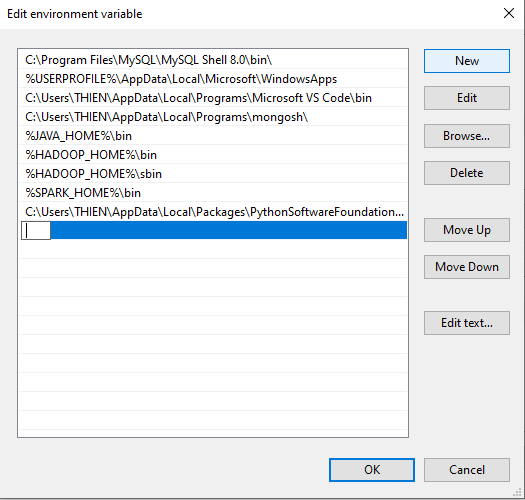 Edit environment variable
C:\Program Files\MySQL\MySQL Shell 8.0\bin\
%USERPROFILE%\AppData\Local\Microsoft\WindowsApps
C:\Users\THIEN\AppData\Local\Programs\Microsoft VS Code\bin
C:\Users\THIEN\AppData\Local\Programs\mongosh\
%JAVA_HOME%\bin
%HADOOP_HOME%\bin
%HADOOP_HOME%\sbin
%SPARK_HOME%\bin
C:\Users\THIEN\AppData\Local\Packages\PythonSoftwareFoundation...
New
Edit
Browse...
Delete
Move Up
Move Down
Edit text...
OK
Cancel